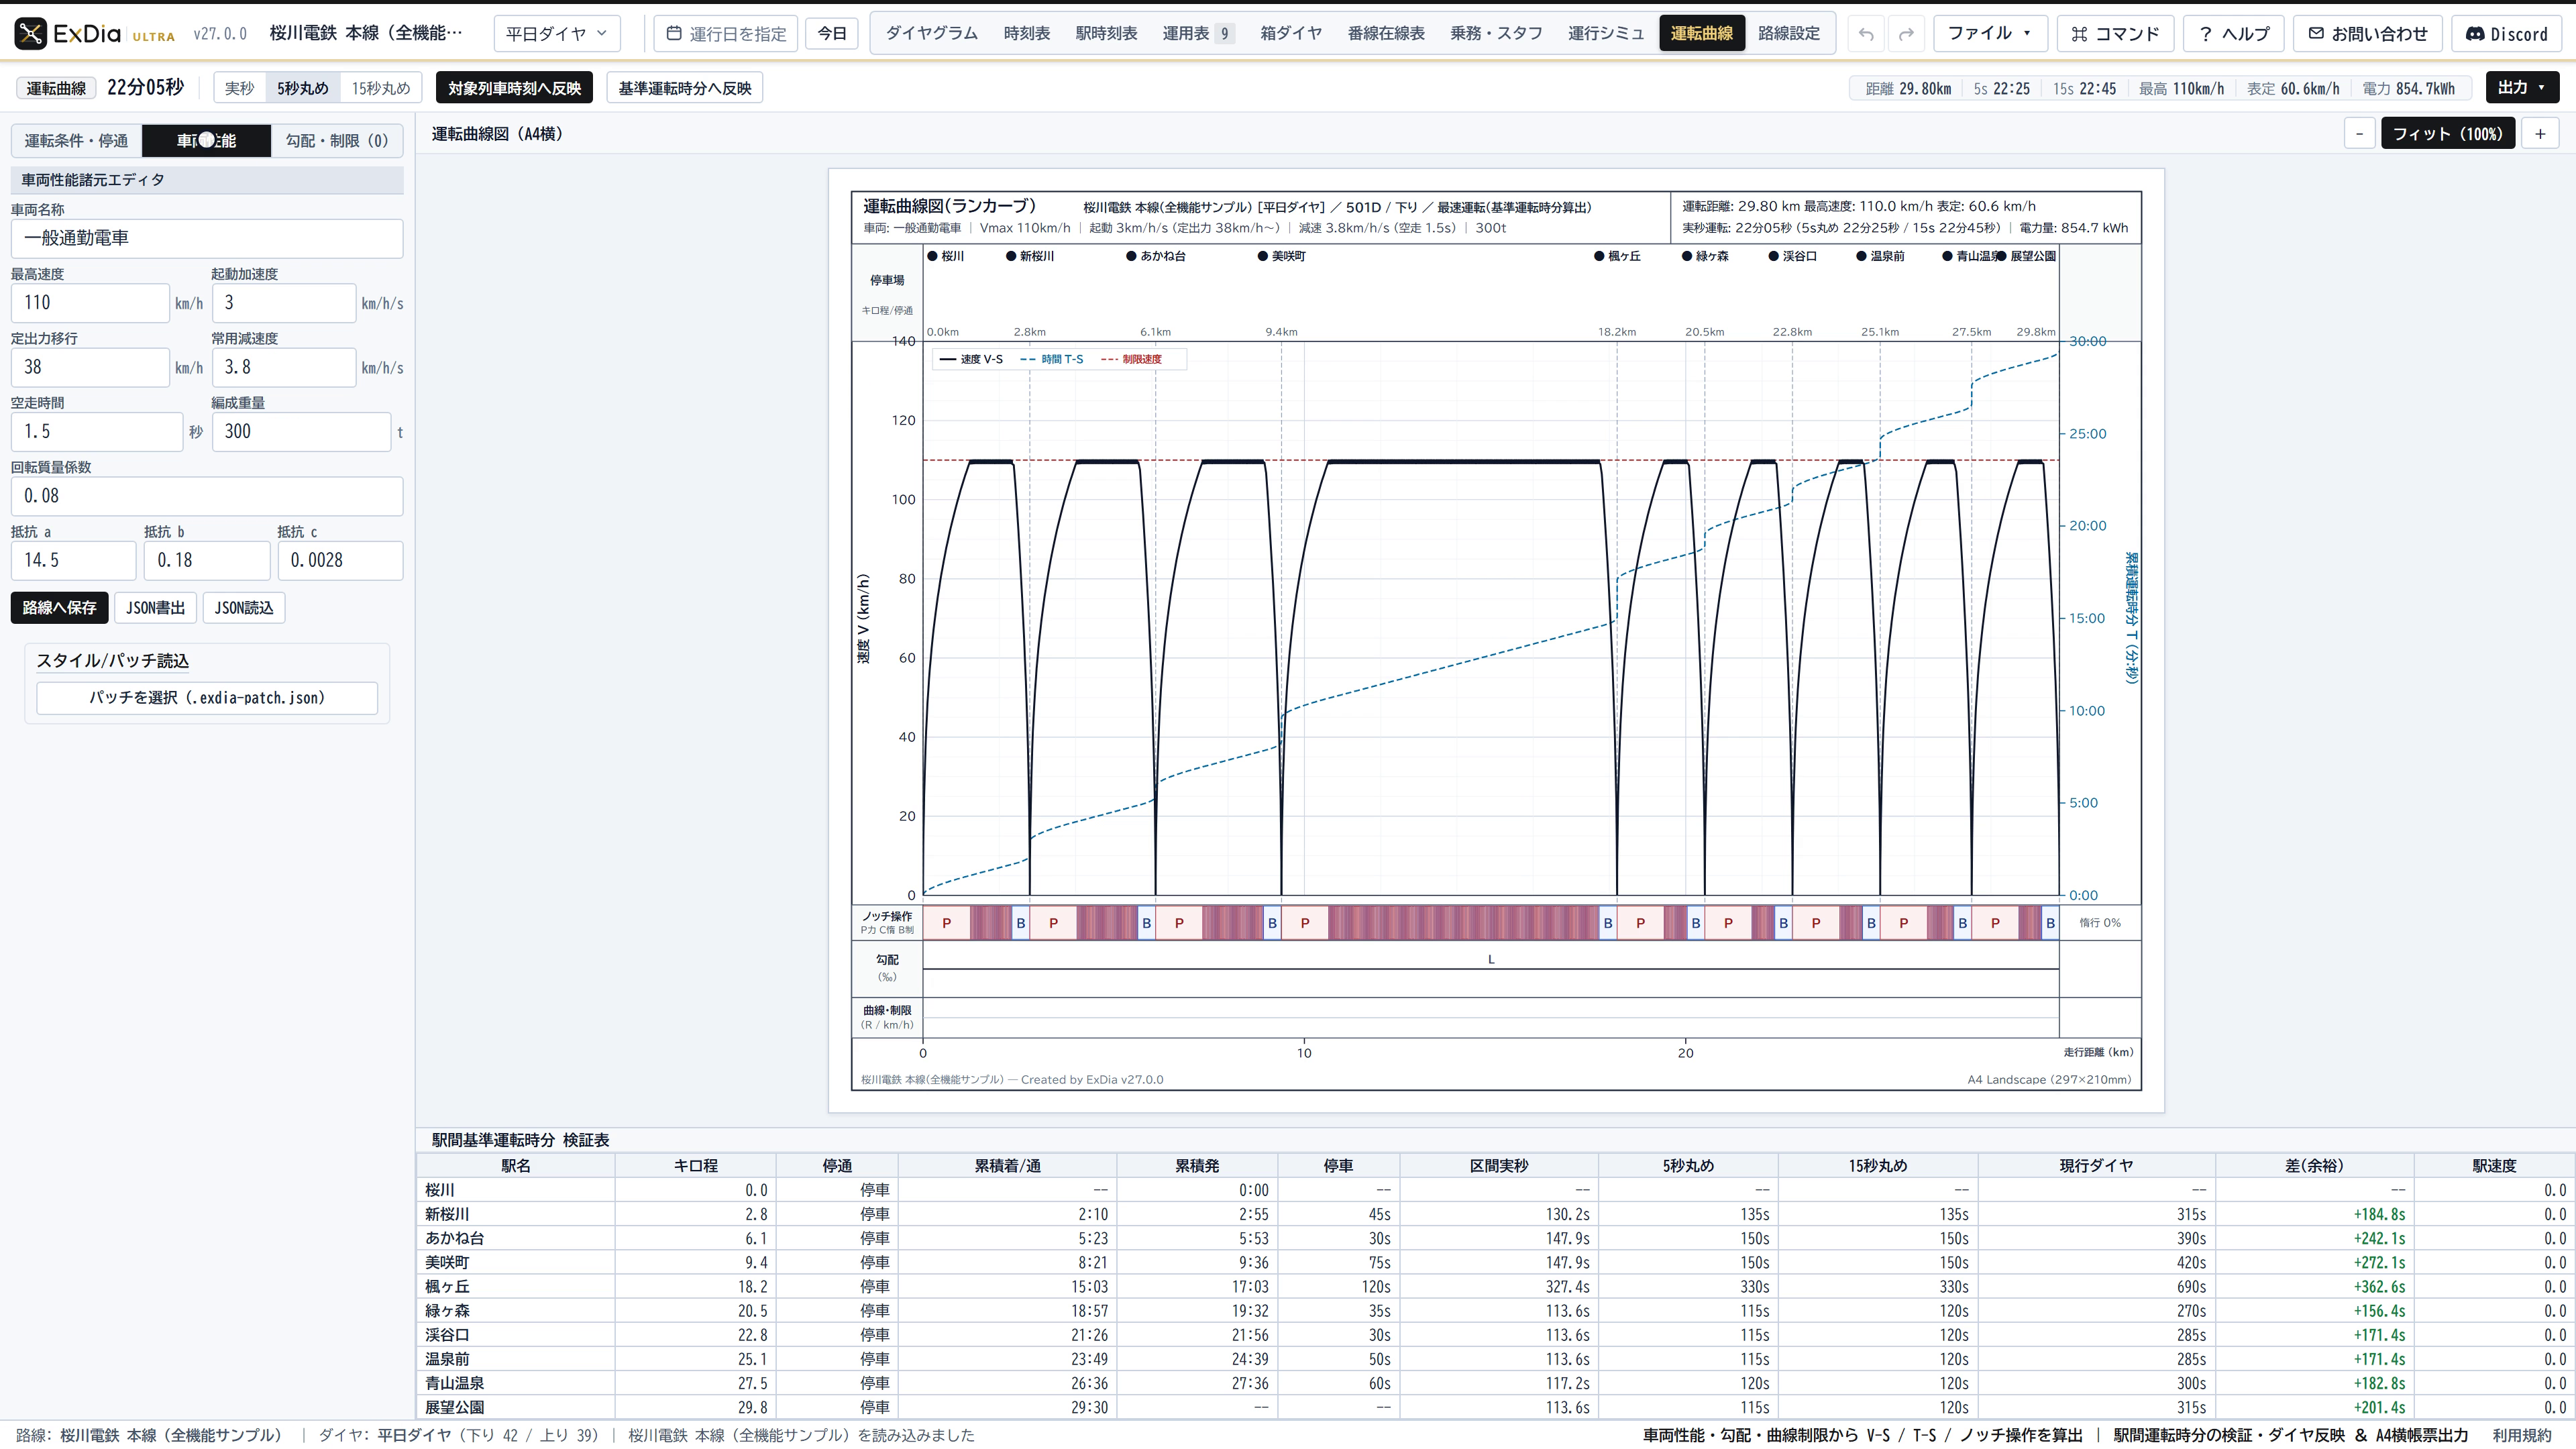 ExDia ULTRA v27.0.0 桜川電鉄 本線（全機能… 平日ダイヤ 運行日を指定 今日 ダイヤグラム 時刻表 駅時刻表 運用表 9 箱ダイヤ 番線在線表 乗務・スタフ 運行シミュ 運転曲線 路線設定 ファイル ▼ ⌘ コマンド ? ヘルプ お問い合わせ Discord
運転曲線 22分05秒 実秒 5秒丸め 15秒丸め 対象列車時刻へ反映 基準運転時分へ反映 距離 29.80km 5s 22:25 15s 22:45 最高 110km/h 表定 60.6km/h 電力 854.7kWh 出力 ▼
運転条件・停通 車両性能 勾配・制限（0）
車両性能諸元エディタ
車両名称
一般通勤電車
最高速度 起動加速度
110 km/h 3 km/h/s
定出力移行 常用減速度
38 km/h 3.8 km/h/s
空走時間 編成重量
1.5 秒 300 t
回転質量係数
0.08
抵抗 a 抵抗 b 抵抗 c
14.5 0.18 0.0028
路線へ保存 JSON書出 JSON読込
スタイル/パッチ読込
パッチを選択（.exdia-patch.json）
運転曲線図（A4横） − フィット（100%） +
運転曲線図(ランカーブ) 桜川電鉄 本線(全機能サンプル) [平日ダイヤ] ／ 501D / 下り ／ 最速運転(基準運転時分算出)
車両: 一般通勤電車 ｜ Vmax 110km/h ｜ 起動 3km/h/s (定出力 38km/h〜) ｜ 減速 3.8km/h/s (空走 1.5s) ｜ 300t
運転距離: 29.80 km 最高速度: 110.0 km/h 表定: 60.6 km/h
実秒運転: 22分05秒 (5s丸め 22分25秒 / 15s 22分45秒) ｜ 電力量: 854.7 kWh
● 桜川 ● 新桜川 ● あかね台 ● 美咲町 ● 楓ヶ丘 ● 緑ヶ森 ● 渓谷口 ● 温泉前 ● 青山温泉 ● 展望公園
停車場
キロ程/停通
0.0km 2.8km 6.1km 9.4km 18.2km 20.5km 22.8km 25.1km 27.5km 29.8km
速度 V-S 時間 T-S 制限速度
140
120
100
80
60
40
20
0
速度 V (km/h)
30:00
25:00
20:00
15:00
10:00
5:00
0:00
累積運転時分 T (分:秒)
ノッチ操作
P力 C惰 B制
P B P B P B P B P B P B P B P B P B
惰行 0%
勾配
(‰)
L
曲線・制限
(R / km/h)
0 10 20 走行距離 (km)
桜川電鉄 本線(全機能サンプル) — Created by ExDia v27.0.0 A4 Landscape (297×210mm)
駅間基準運転時分 検証表
駅名 キロ程 停通 累積着/通 累積発 停車 区間実秒 5秒丸め 15秒丸め 現行ダイヤ 差(余裕) 駅速度
桜川 0.0 停車 -- 0:00 -- -- -- -- -- -- 0.0
新桜川 2.8 停車 2:10 2:55 45s 130.2s 135s 135s 315s +184.8s 0.0
あかね台 6.1 停車 5:23 5:53 30s 147.9s 150s 150s 390s +242.1s 0.0
美咲町 9.4 停車 8:21 9:36 75s 147.9s 150s 150s 420s +272.1s 0.0
楓ヶ丘 18.2 停車 15:03 17:03 120s 327.4s 330s 330s 690s +362.6s 0.0
緑ヶ森 20.5 停車 18:57 19:32 35s 113.6s 115s 120s 270s +156.4s 0.0
渓谷口 22.8 停車 21:26 21:56 30s 113.6s 115s 120s 285s +171.4s 0.0
温泉前 25.1 停車 23:49 24:39 50s 113.6s 115s 120s 285s +171.4s 0.0
青山温泉 27.5 停車 26:36 27:36 60s 117.2s 120s 120s 300s +182.8s 0.0
展望公園 29.8 停車 29:30 -- -- 113.6s 115s 120s 315s +201.4s 0.0
路線: 桜川電鉄 本線（全機能サンプル） ｜ ダイヤ: 平日ダイヤ（下り 42 / 上り 39） ｜ 桜川電鉄 本線（全機能サンプル）を読み込みました 車両性能・勾配・曲線制限から V-S / T-S / ノッチ操作を算出 ｜ 駅間運転時分の検証・ダイヤ反映 & A4横帳票出力 利用規約